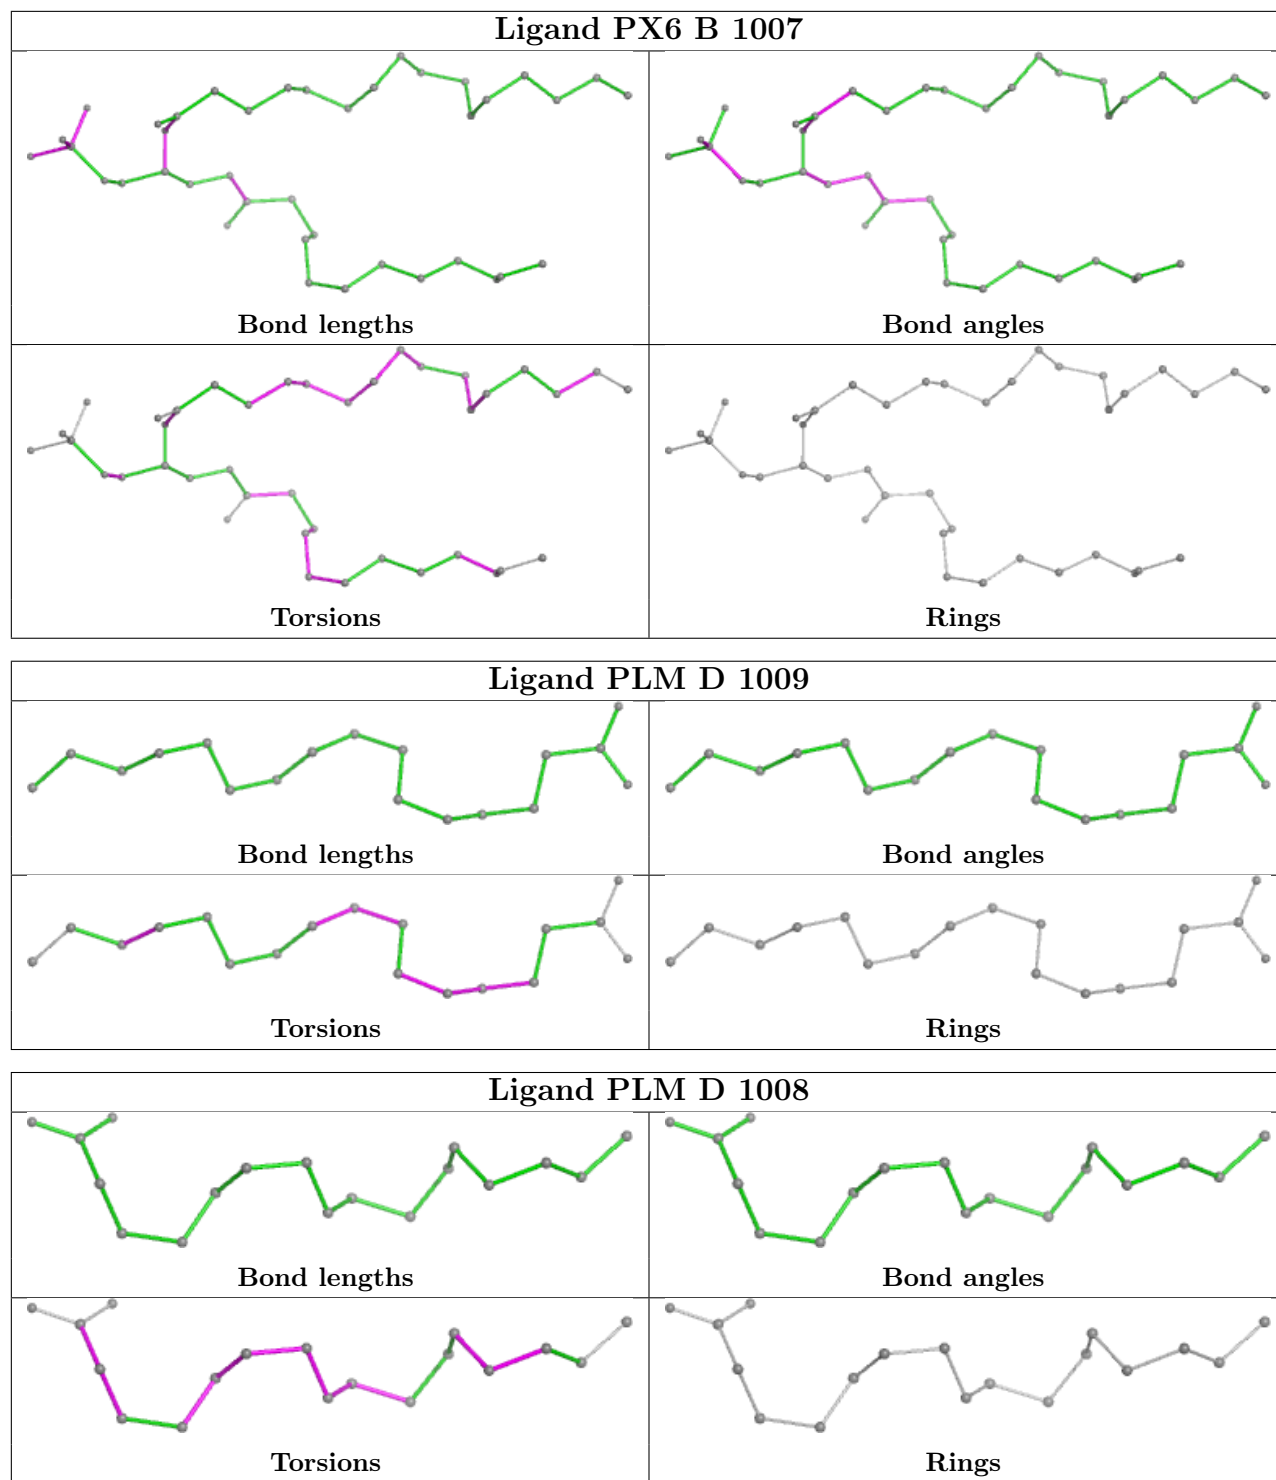 Ligand PX6 B 1007
Bond lengths
Bond angles
Torsions
Rings
Ligand PLM D 1009
Bond lengths
Bond angles
Torsions
Rings
Ligand PLM D 1008
Bond lengths
Bond angles
Torsions
Rings